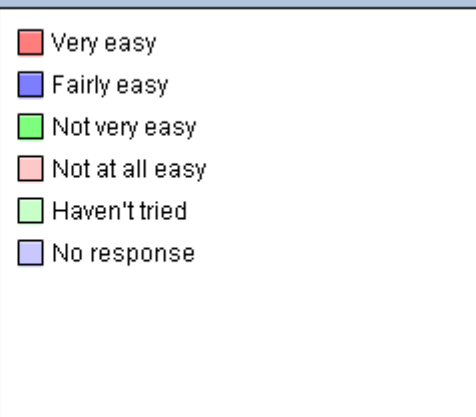 Very easy
Fairly easy
Not very easy
Not at all easy
Haven't tried
No response